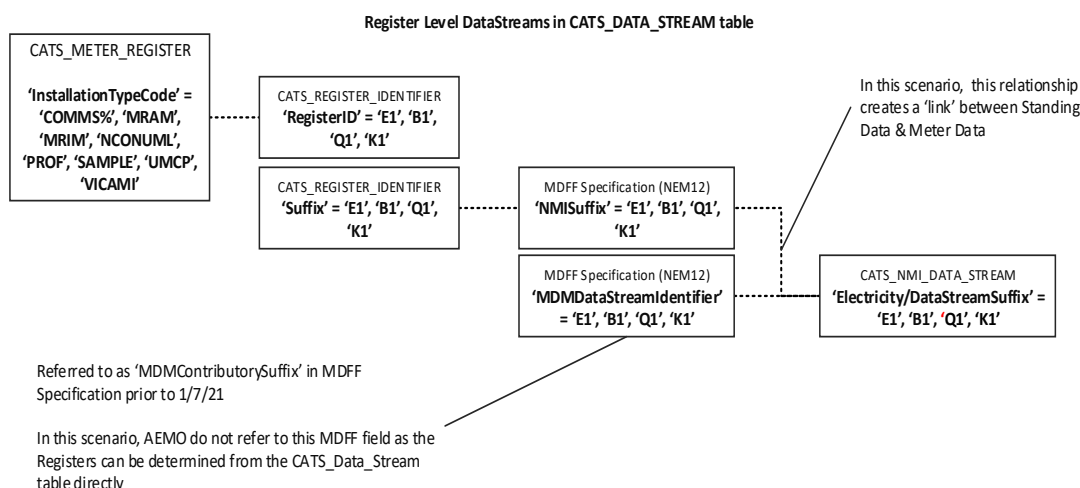 Register Level DataStreams in CATS_DATA_STREAM table
CATS_METER_REGISTER
‘InstallationTypeCode’ =
‘COMMS%’, ‘MRAM’,
‘MRIM’, ‘NCONUML’,
‘PROF’, ‘SAMPLE’, ‘UMCP’,
‘VICAMI’
CATS_REGISTER_IDENTIFIER
‘RegisterID’ = ‘E1’, ‘B1’,
‘Q1’, ‘K1’
In this scenario, this relationship
creates a ‘link’ between Standing
Data & Meter Data
CATS_REGISTER_IDENTIFIER
‘Suffix’ = ‘E1’, ‘B1’, ‘Q1’,
‘K1’
MDFF Specification (NEM12)
‘NMISuffix’ = ‘E1’, ‘B1’, ‘Q1’,
‘K1’
MDFF Specification (NEM12)
‘MDMDataStreamIdentifier’
= ‘E1’, ‘B1’, ‘Q1’, ‘K1’
CATS_NMI_DATA_STREAM
‘Electricity/DataStreamSuffix’ =
‘E1’, ‘B1’, ‘Q1’, ‘K1’
Referred to as ‘MDMContributorySuffix’ in MDFF
Specification prior to 1/7/21
In this scenario, AEMO do not refer to this MDFF field as the
Registers can be determined from the CATS_Data_Stream
table directly